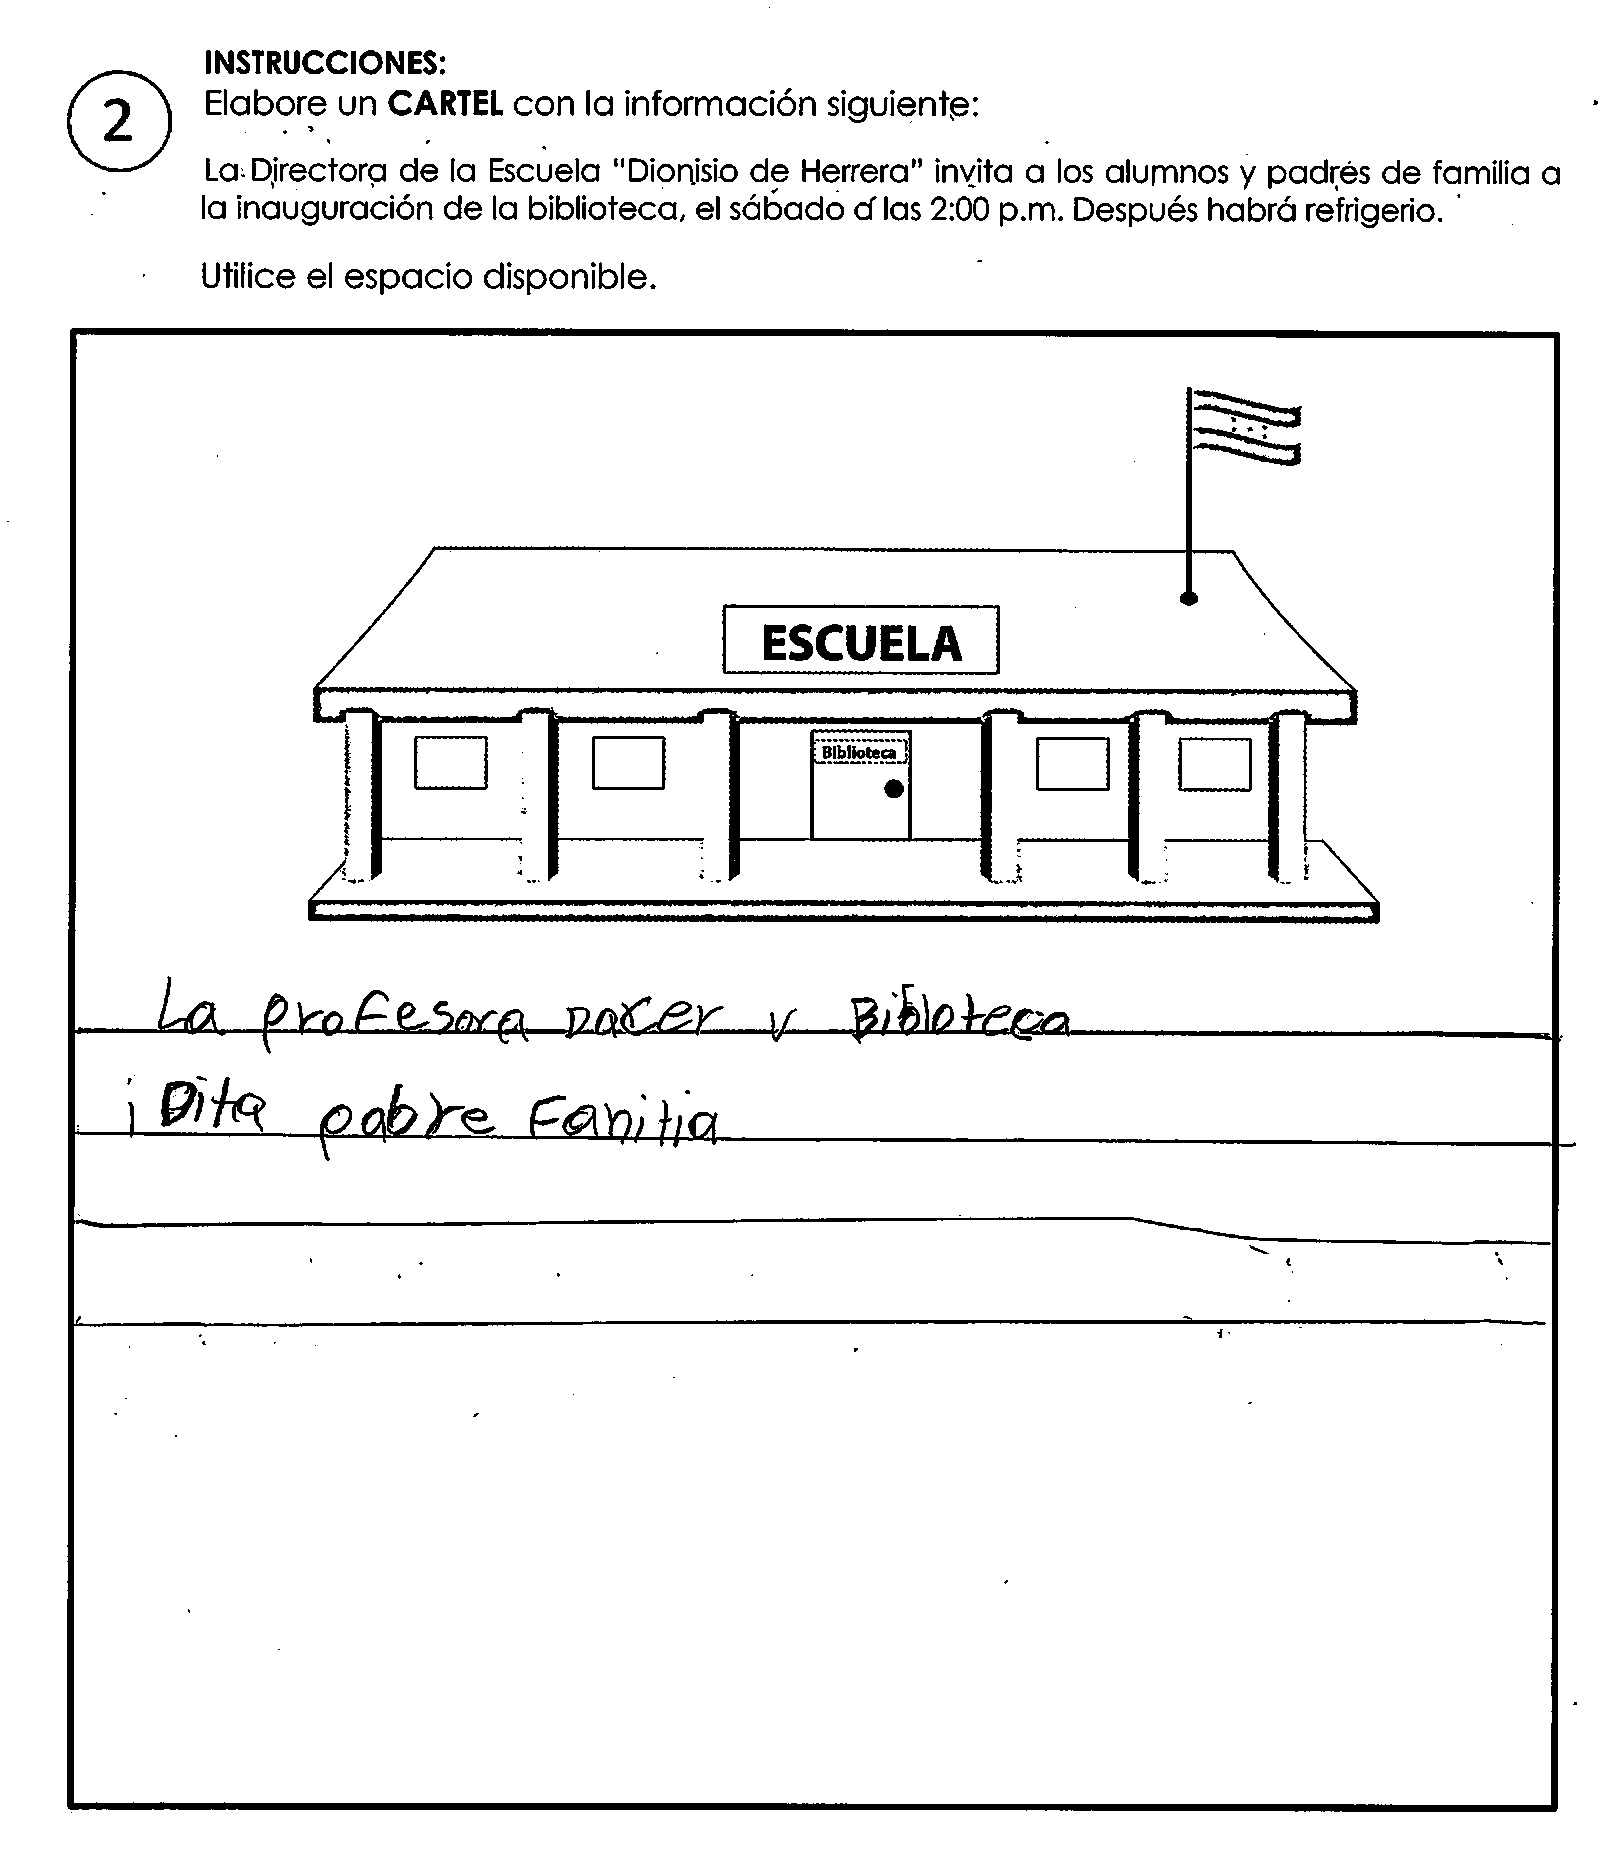 INSTRUCCIONES:
2
Elabore un CARTEL con la información siguiente:
La Directora de la Escuela "Dionisio de Herrera" invita a los alumnos y padres de familia a
la inauguración de la biblioteca, el sábado a las 2:00 p.m. Después habrá refrigerio.
Utilice el espacio disponible.
ESCUELA
Biblioteca
La profesora Dacer y Bibloteca
i Dita pabre Fanitia